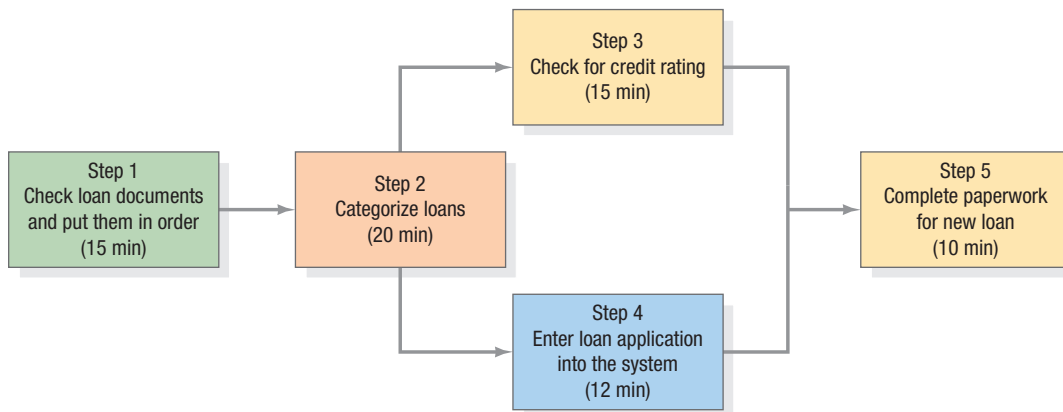 Step 1
Check loan documents
and put them in order
(15 min)
Step 2
Categorize loans
(20 min)
Step 3
Check for credit rating
(15 min)
Step 4
Enter loan application
into the system
(12 min)
Step 5
Complete paperwork
for new loan
(10 min)